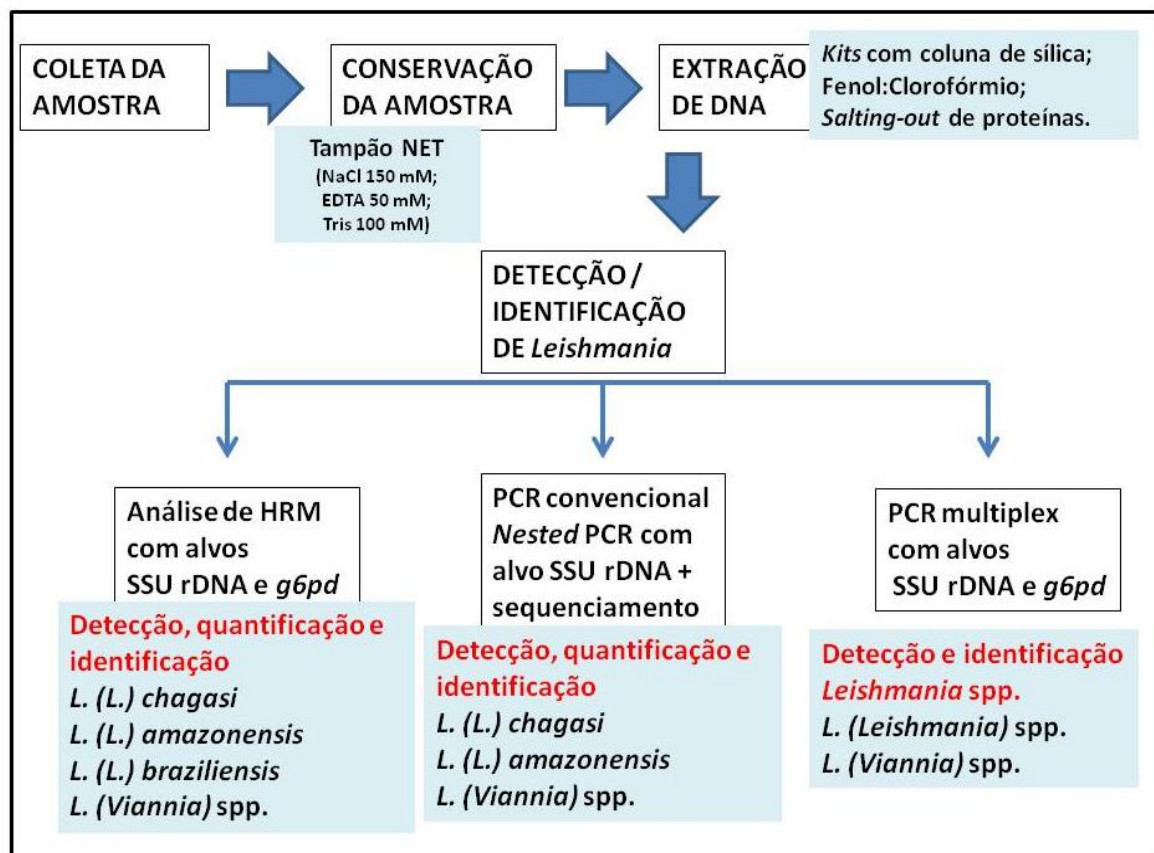 COLETA DA
AMOSTRA
CONSERVAÇÃO
DA AMOSTRA
Tampão NET
(NaCl 150 mM;
EDTA 50 mM;
Tris 100 mM)
EXTRAÇÃO
DE DNA
Kits com coluna de sílica;
Fenol:Clorofórmio;
Salting-out de proteínas.
DETECÇÃO /
IDENTIFICAÇÃO
DE Leishmania
Análise de HRM
com alvos
SSU rDNA e g6pd
Detecção, quantificação e
identificação
L. (L.) chagasi
L. (L.) amazonensis
L. (L.) braziliensis
L. (Viannia) spp.
PCR convencional
Nested PCR com
alvo SSU rDNA +
sequenciamento
Detecção, quantificação e
identificação
L. (L.) chagasi
L. (L.) amazonensis
L. (Viannia) spp.
PCR multiplex
com alvos
SSU rDNA e g6pd
Detecção e identificação
Leishmania spp.
L. (Leishmania) spp.
L. (Viannia) spp.